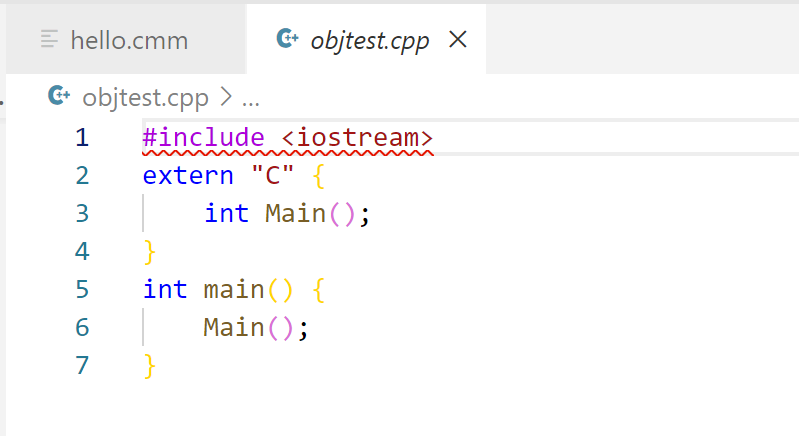 hello.cmm
objtest.cpp
objtest.cpp > ...
1 #include <iostream>
2 extern "C" {
3     int Main();
4 }
5 int main() {
6     Main();
7 }